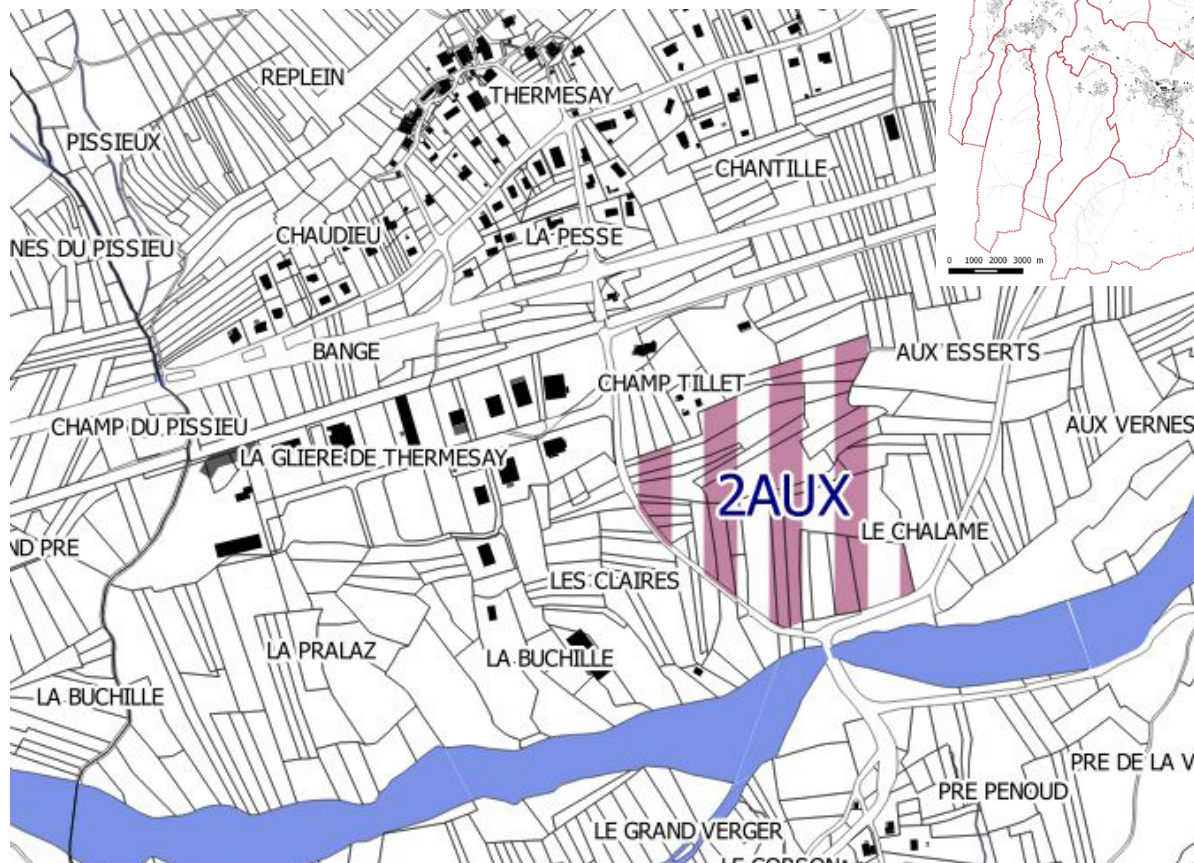 REPLEIN
THERMESAY
PISSIEUX
CHANTILLE
NES DU PISSIEU
CHAUDIEU
LA PESSE
0 1000 2000 3000 m
BANGE
AUX ESSERTS
CHAMP TILLET
CHAMP DU PISSIEU
AUX VERNES
LA GLIERE DE THERMESAY
2AUX
LE CHALAME
ND PRE
LES CLAIRES
LA PRALAZ
LA BUCHILLE
LA BUCHILLE
PRE DE LA V
PRE PENOUD
LE GRAND VERGER